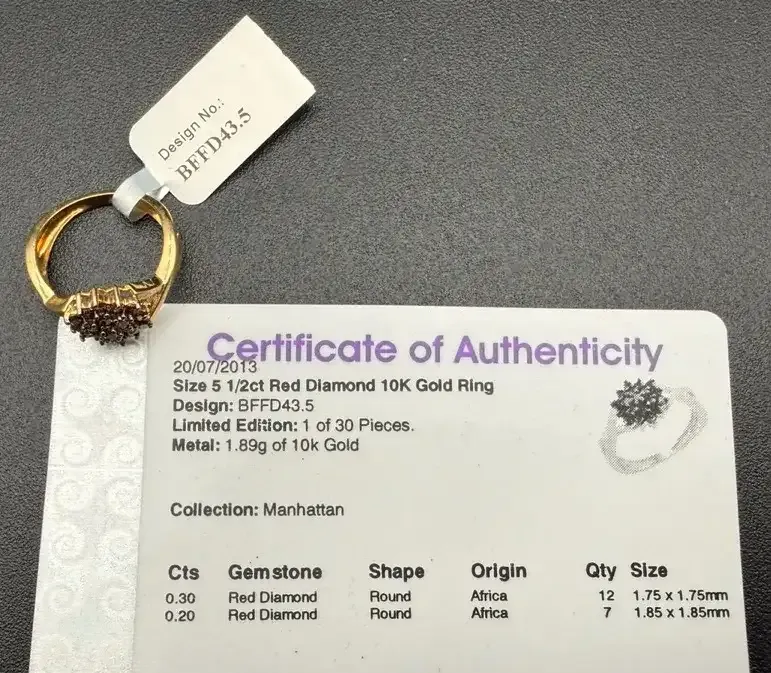 Design No.:
BFFD43.5
Certificate of Authenticity
20/07/2013
Size 5 1/2ct Red Diamond 10K Gold Ring
Design: BFFD43.5
Limited Edition: 1 of 30 Pieces.
Metal: 1.89g of 10k Gold
Collection: Manhattan
Cts Gemstone Shape Origin Qty Size
0.30 Red Diamond Round Africa 12 1.75 x 1.75mm
0.20 Red Diamond Round Africa 7 1.85 x 1.85mm